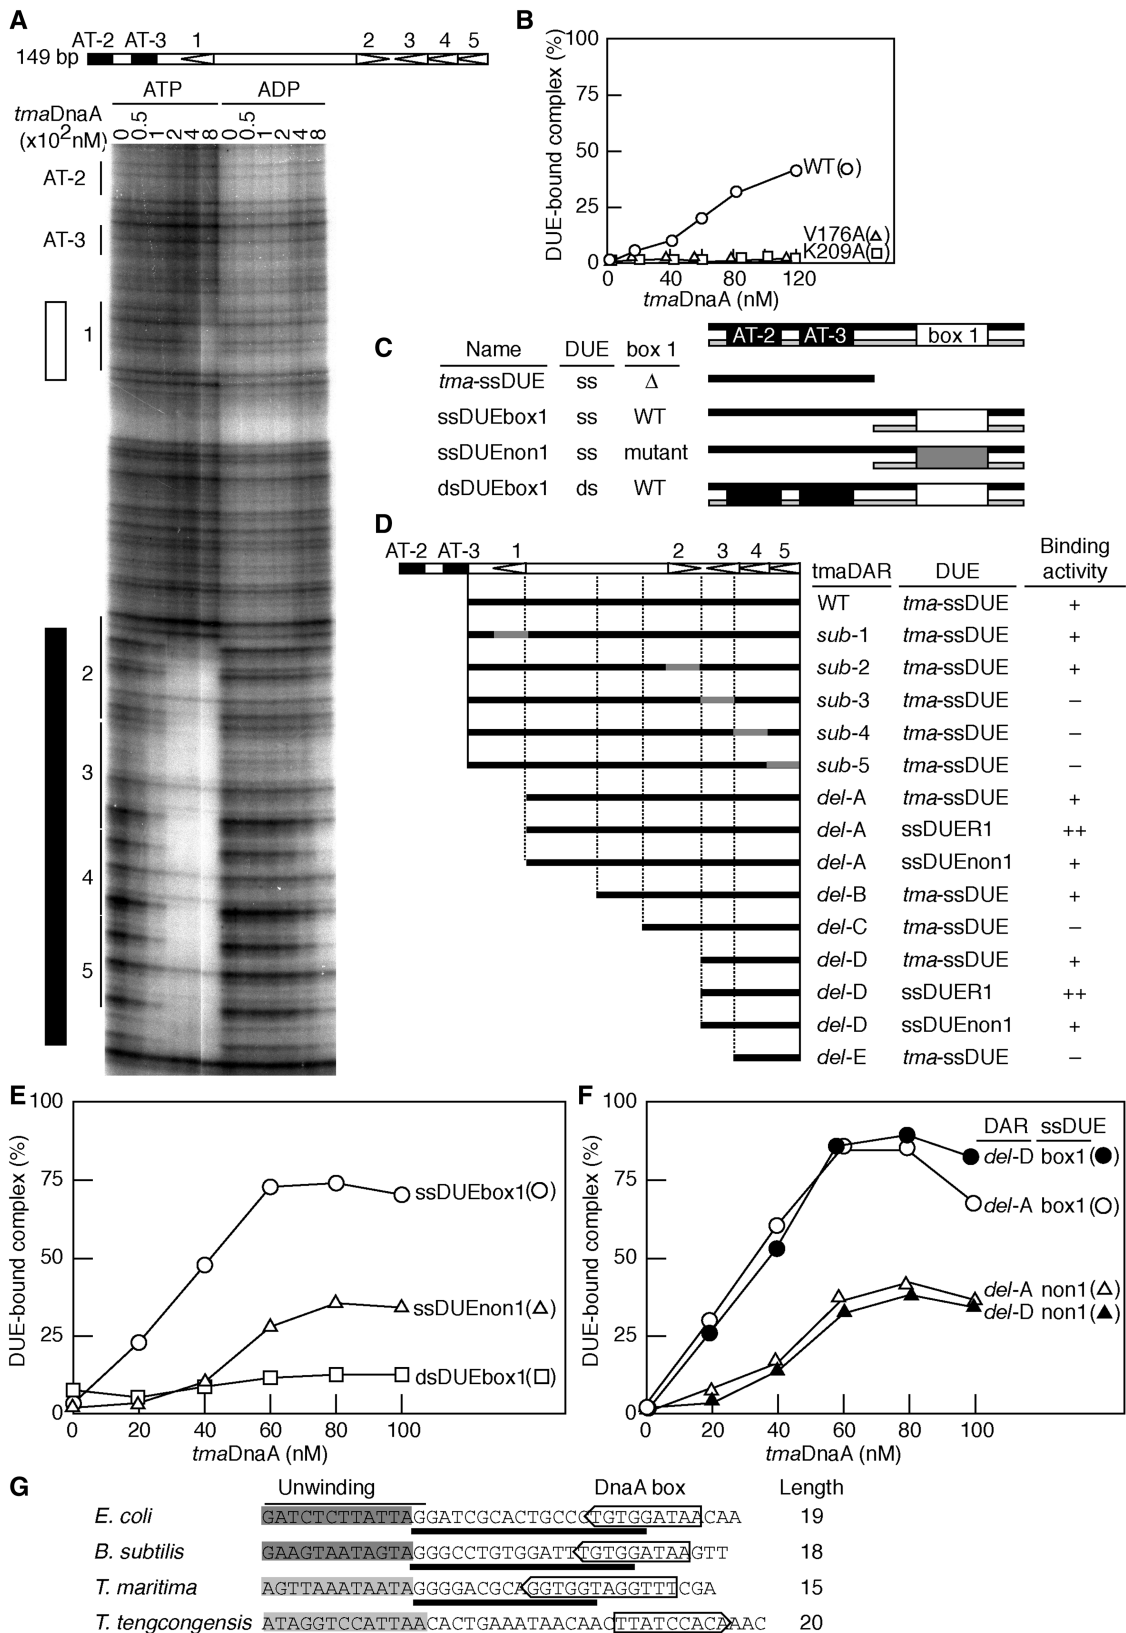 A
AT-2 AT-3 1 2 3 4 5
149 bp
ATP ADP
tmaDnaA
(x10²nM)
0 0.5 1 2 4 8 0 0.5 1 2 4 8
AT-2
AT-3
1
2
3
4
5
B
DUE-bound complex (%)
100
75
50
25
0
WT(○)
V176A(△)
K209A(□)
0 40 80 120
tmaDnaA (nM)
C
AT-2 AT-3 box 1
Name DUE box 1
tma-ssDUE ss Δ
ssDUEbox1 ss WT
ssDUEnon1 ss mutant
dsDUEbox1 ds WT
D
AT-2 AT-3 1 2 3 4 5
tmaDAR DUE Binding activity
WT tma-ssDUE +
sub-1 tma-ssDUE +
sub-2 tma-ssDUE +
sub-3 tma-ssDUE −
sub-4 tma-ssDUE −
sub-5 tma-ssDUE −
del-A tma-ssDUE +
del-A ssDUER1 ++
del-A ssDUEnon1 +
del-B tma-ssDUE +
del-C tma-ssDUE −
del-D tma-ssDUE +
del-D ssDUER1 ++
del-D ssDUEnon1 +
del-E tma-ssDUE −
E
DUE-bound complex (%)
100
75
50
25
0
ssDUEbox1(○)
ssDUEnon1(△)
dsDUEbox1(□)
0 20 40 60 80 100
tmaDnaA (nM)
F
DUE-bound complex (%)
100
75
50
25
0
DAR ssDUE
del-D box1(●)
del-A box1(○)
del-A non1(△)
del-D non1(▲)
0 20 40 60 80 100
tmaDnaA (nM)
G
Unwinding DnaA box Length
E. coli GATCTCTTATTAGGATCGCACTGCCCTGTGGATAACAA 19
B. subtilis GAAGTAATAGTAGGGCCTGTGGATTTGTGGATAAGTT 18
T. maritima AGTTAAATAATAGGGGACGCAGGTGGTAGGTTTCGA 15
T. tengcongensis ATAGGTCCATTAACACTGAAATAACAACTTATCCACAAAC 20